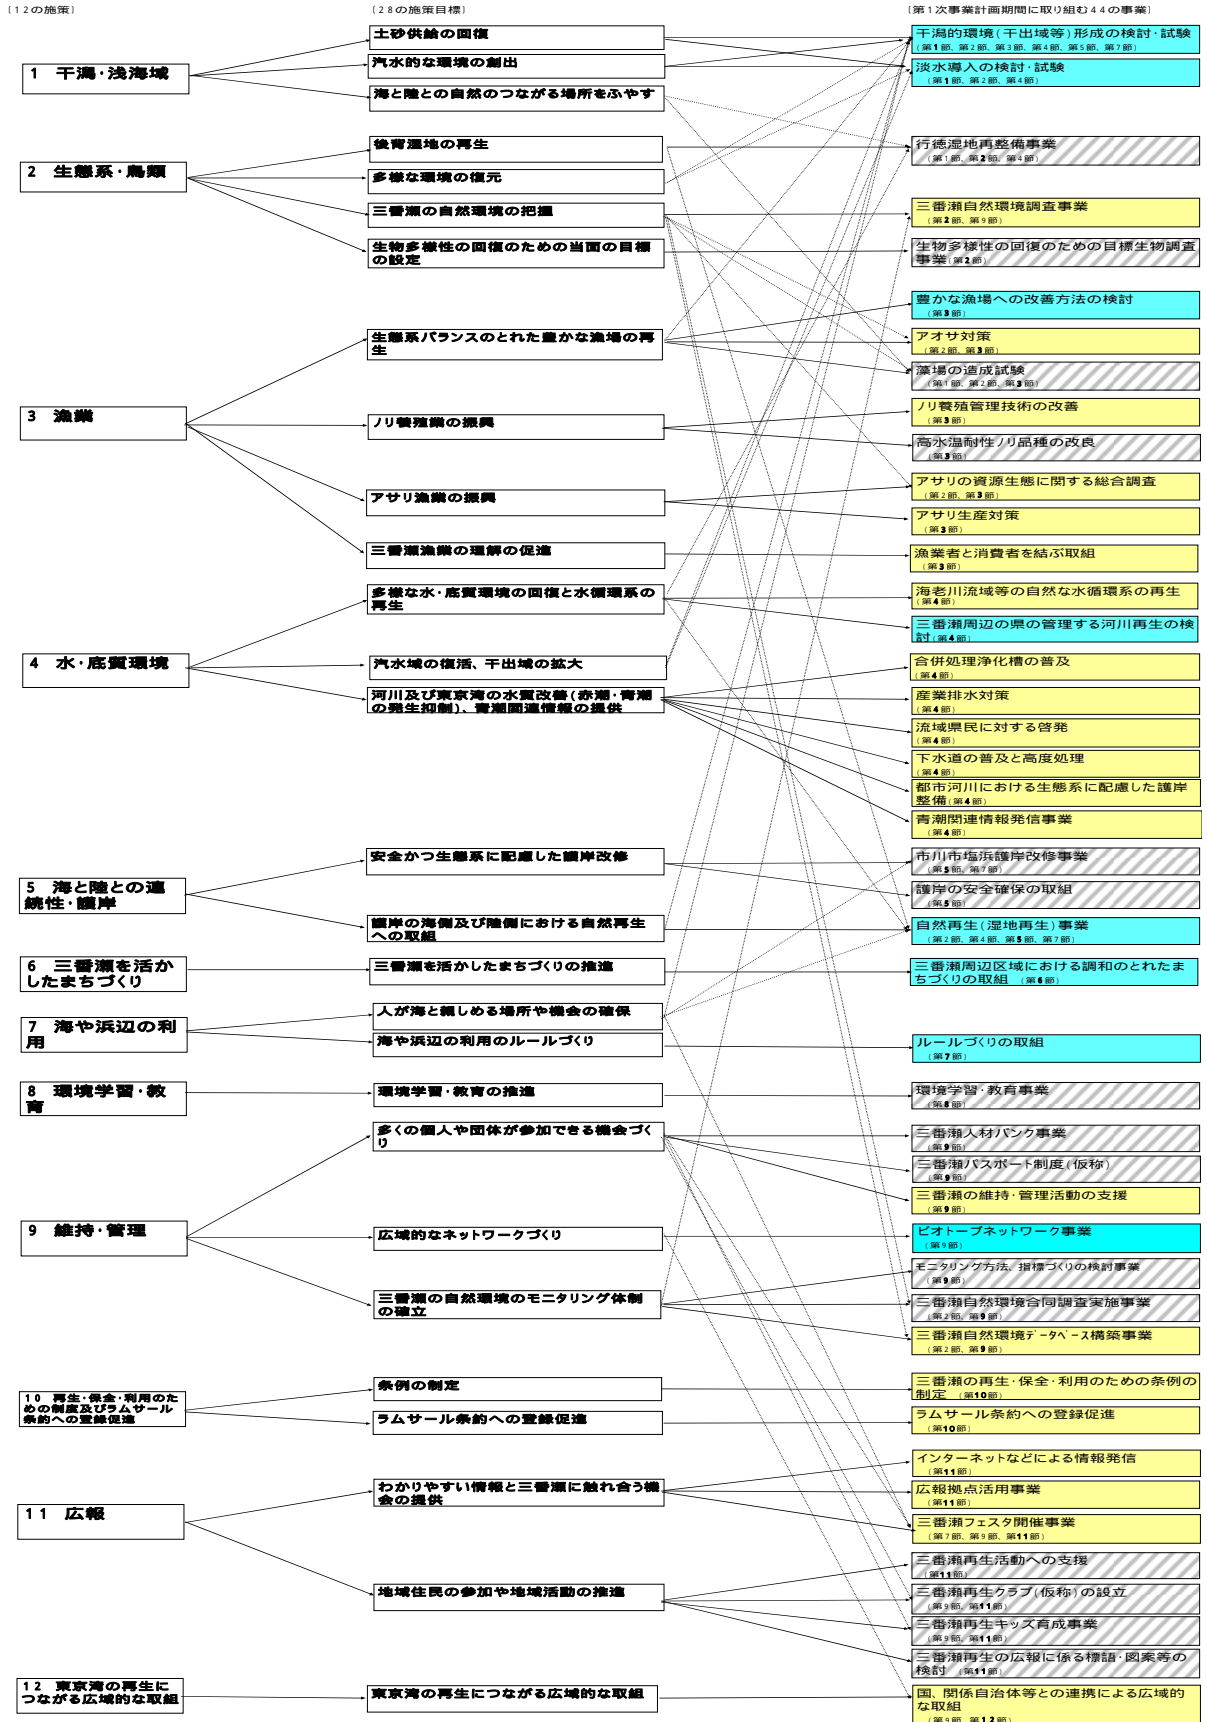 〔１２の施策〕
〔２８の施策目標〕
〔第１次事業計画期間に取り組む４４の事業〕
１　干潟・浅海域
２　生態系・鳥類
３　漁業
４　水・底質環境
５　海と陸との連
続性・護岸
６　三番瀬を活か
したまちづくり
７　海や浜辺の利
用
８　環境学習・教
育
９　維持・管理
１０　再生・保全・利用のた
めの制度及びラムサール
条約への登録促進
１１　広報
１２　東京湾の再生に
つながる広域的な取組
土砂供給の回復
汽水的な環境の創出
海と陸との自然のつながる場所をふやす
後背湿地の再生
多様な環境の復元
三番瀬の自然環境の把握
生物多様性の回復のための当面の目標
の設定
生態系バランスのとれた豊かな漁場の再
生
ノリ養殖業の振興
アサリ漁業の振興
三番瀬漁業の理解の促進
多様な水・底質環境の回復と水循環系の
再生
汽水域の復活、干出域の拡大
河川及び東京湾の水質改善（赤潮・青潮
の発生抑制）、青潮関連情報の提供
安全かつ生態系に配慮した護岸改修
護岸の海側及び陸側における自然再生
への取組
三番瀬を活かしたまちづくりの推進
人が海と親しめる場所や機会の確保
海や浜辺の利用のルールづくり
環境学習・教育の推進
多くの個人や団体が参加できる機会づく
り
広域的なネットワークづくり
三番瀬の自然環境のモニタリング体制
の確立
条例の制定
ラムサール条約への登録促進
わかりやすい情報と三番瀬に触れ合う機
会の提供
地域住民の参加や地域活動の推進
東京湾の再生につながる広域的な取組
干潟的環境（干出域等）形成の検討・試験
（第１節、第２節、第３節、第４節、第５節、第７節）
淡水導入の検討・試験
（第１節、第２節、第４節）
行徳湿地再整備事業
（第１節、第２節、第４節）
三番瀬自然環境調査事業
（第２節、第９節）
生物多様性の回復のための目標生物調査
事業（第２節）
豊かな漁場への改善方法の検討
（第３節）
アオサ対策
（第２節、第３節）
藻場の造成試験
（第１節、第２節、第３節）
ノリ養殖管理技術の改善
（第３節）
高水温耐性ノリ品種の改良
（第３節）
アサリの資源生態に関する総合調査
（第２節、第３節）
アサリ生産対策
（第３節）
漁業者と消費者を結ぶ取組
（第３節）
海老川流域等の自然な水循環系の再生
（第４節）
三番瀬周辺の県の管理する河川再生の検
討（第４節）
合併処理浄化槽の普及
（第４節）
産業排水対策
（第４節）
流域県民に対する啓発
（第４節）
下水道の普及と高度処理
（第４節）
都市河川における生態系に配慮した護岸
整備（第４節）
青潮関連情報発信事業
（第４節）
市川市塩浜護岸改修事業
（第５節、第７節）
護岸の安全確保の取組
（第５節）
自然再生（湿地再生）事業
（第２節、第４節、第５節、第７節）
三番瀬周辺区域における調和のとれたま
ちづくりの取組　（第６節）
ルールづくりの取組
（第７節）
環境学習・教育事業
（第８節）
三番瀬人材バンク事業
（第９節）
三番瀬パスポート制度（仮称）
（第９節）
三番瀬の維持・管理活動の支援
（第９節）
ビオトープネットワーク事業
（第９節）
モニタリング方法、指標づくりの検討事業
（第９節）
三番瀬自然環境合同調査実施事業
（第２節、第９節）
三番瀬自然環境ﾃﾞｰﾀﾍﾞｰｽ構築事業
（第２節、第９節）
三番瀬の再生・保全・利用のための条例の
制定　（第１０節）
ラムサール条約への登録促進
（第１０節）
インターネットなどによる情報発信
（第１１節）
広報拠点活用事業
（第１１節）
三番瀬フェスタ開催事業
（第７節、第９節、第１１節）
三番瀬再生活動への支援
（第１１節）
三番瀬再生クラブ（仮称）の設立
（第９節、第１１節）
三番瀬再生キッズ育成事業
（第９節、第１１節）
三番瀬再生の広報に係る標語・図案等の
検討　（第１１節）
国、関係自治体等との連携による広域的
な取組
（第９節、第１２節）